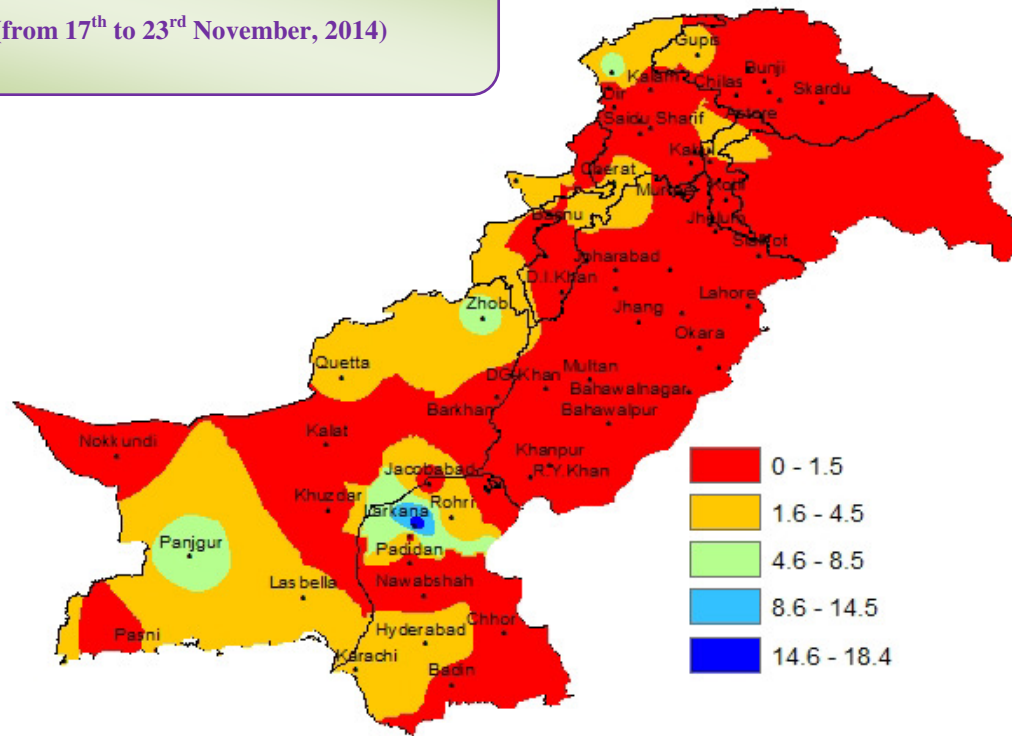 (from 17th to 23rd November, 2014)
Gupis
Bunji
Kalam
Chilas
Skardu
Dir
Astore
Saidu Sharif
Kakul
Cherat
Murree
Kotli
Bannu
Jhelum
Sialkot
Joharabad
D.I.Khan
Lahore
Zhob
Jhang
Okara
Quetta
Multan
DG Khan
Bahawalnagar
Barkhan
Bahawalpur
Kalat
Nokkundi
Khanpur
Jacobabad
R.Y.Khan
Khuzdar
Rohri
Larkana
Panjgur
Padidan
Lasbella
Nawabshah
Chhor
Hyderabad
Pasni
Karachi
Badin
0 - 1.5
1.6 - 4.5
4.6 - 8.5
8.6 - 14.5
14.6 - 18.4